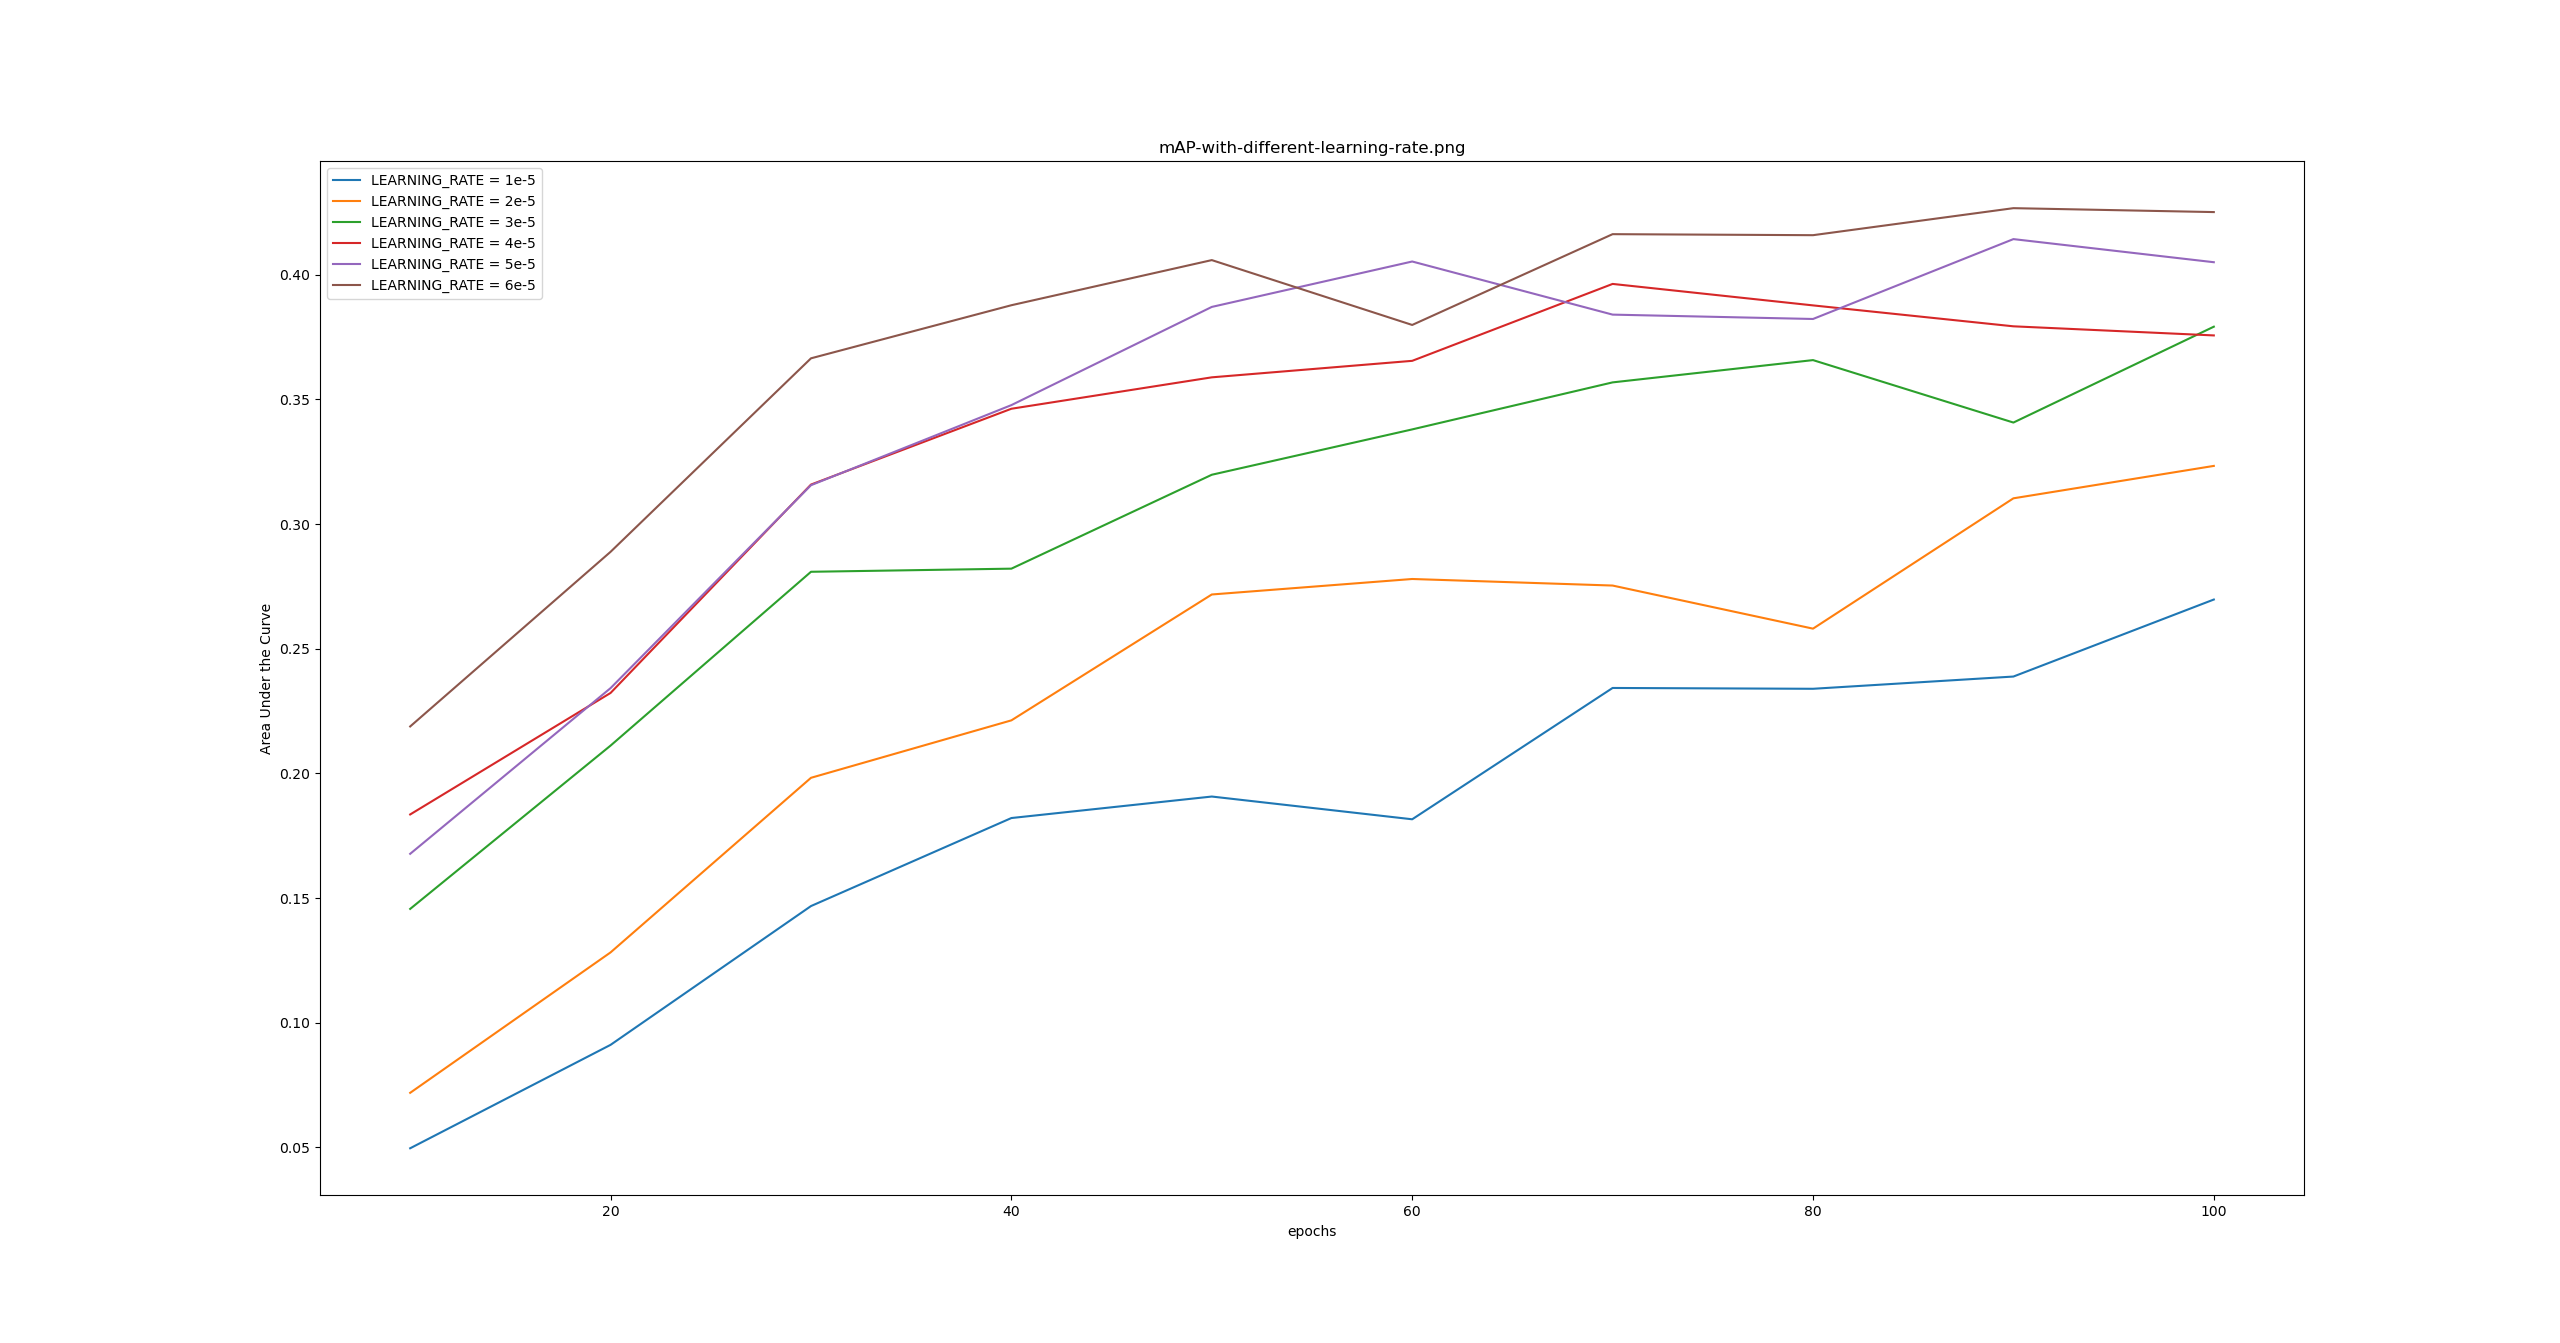 mAP-with-different-learning-rate.png
LEARNING_RATE = 1e-5
LEARNING_RATE = 2e-5
LEARNING_RATE = 3e-5
LEARNING_RATE = 4e-5
LEARNING_RATE = 5e-5
LEARNING_RATE = 6e-5
0.40
0.35
0.30
0.25
0.20
0.15
0.10
0.05
Area Under the Curve
20 40 60 80 100
epochs